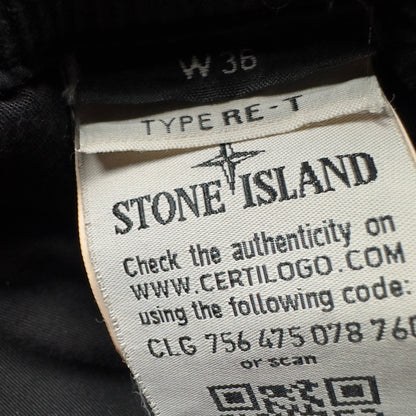 W 36
TYPE RE-T
STONE ISLAND
Check the authenticity on
WWW.CERTILOGO.COM
using the following code:
CLG 756 475 078 760
or scan